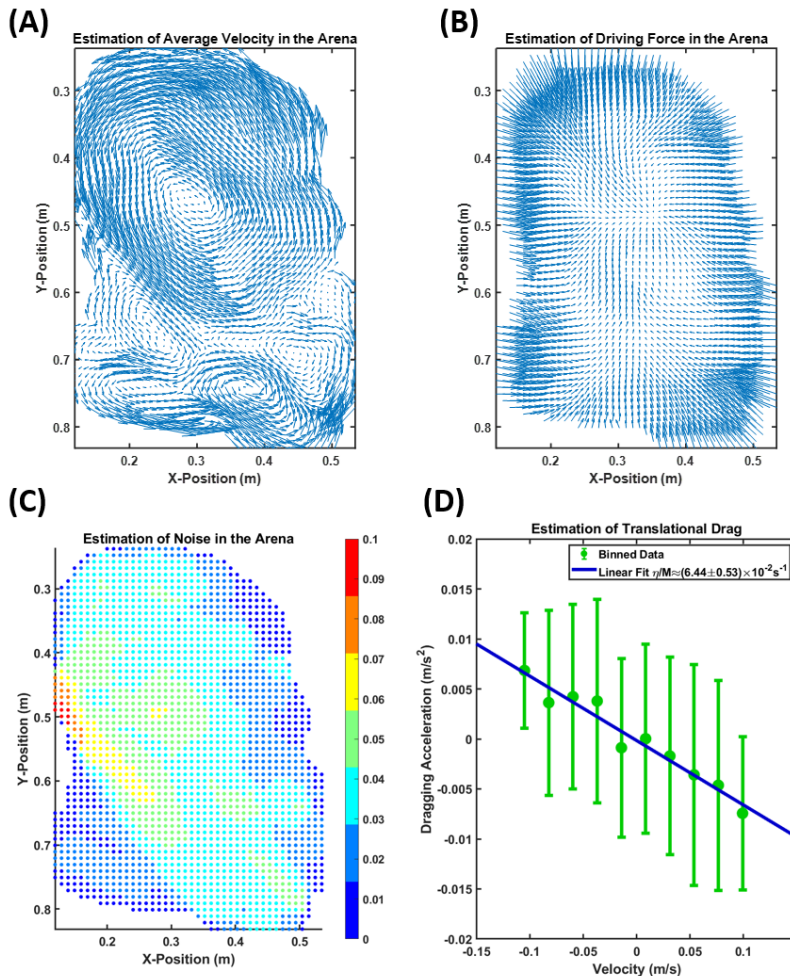 (A)
Estimation of Average Velocity in the Arena
0.3
0.4
0.5
0.6
0.7
0.8
Y-Position (m)
0.2 0.3 0.4 0.5
X-Position (m)
(B)
Estimation of Driving Force in the Arena
0.3
0.4
0.5
0.6
0.7
0.8
Y-Position (m)
0.2 0.3 0.4 0.5
X-Position (m)
(C)
Estimation of Noise in the Arena
0.3
0.4
0.5
0.6
0.7
0.8
Y-Position (m)
0.2 0.3 0.4 0.5
X-Position (m)
0.1
0.09
0.08
0.07
0.06
0.05
0.04
0.03
0.02
0.01
0
(D)
Estimation of Translational Drag
Binned Data
Linear Fit η/M≈(6.44±0.53)×10⁻²s⁻¹
0.02
0.015
0.01
0.005
0
-0.005
-0.01
-0.015
-0.02
Dragging Acceleration (m/s²)
-0.15 -0.1 -0.05 0 0.05 0.1
Velocity (m/s)